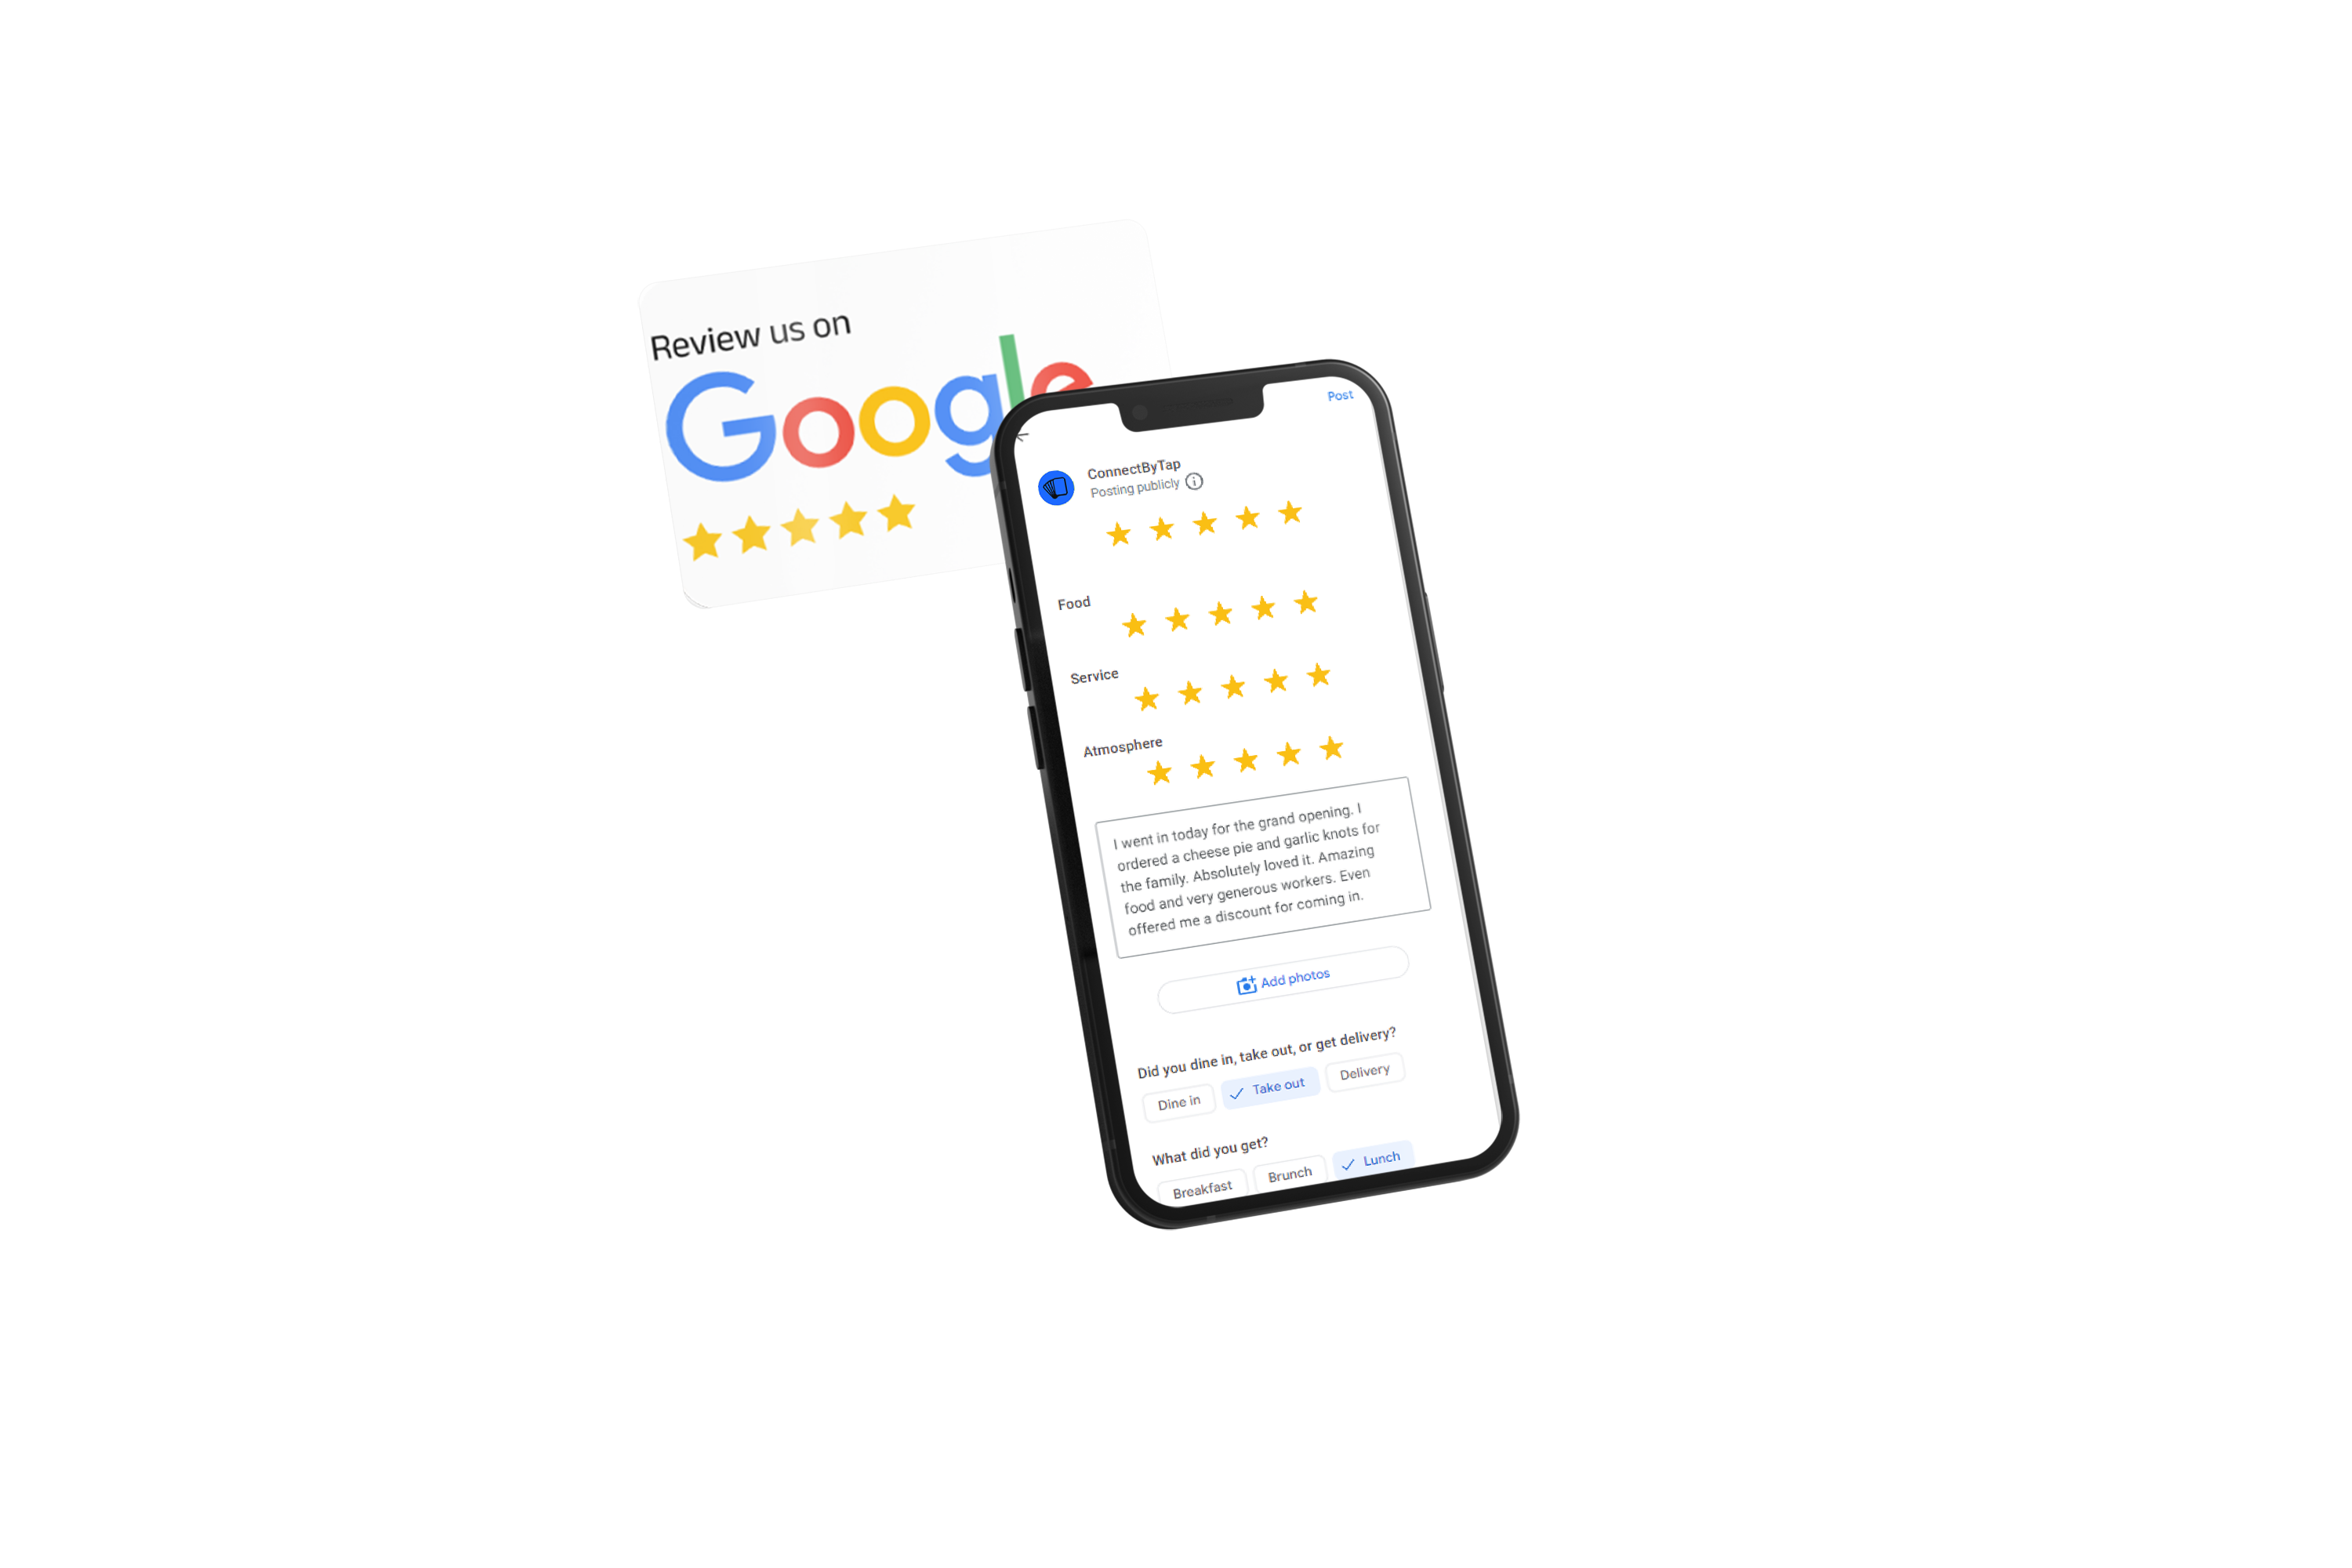 Review us on
Google
Post
ConnectByTap
Posting publicly
Food
Service
Atmosphere
I went in today for the grand opening. I
ordered a cheese pie and garlic knots for
the family. Absolutely loved it. Amazing
food and very generous workers. Even
offered me a discount for coming in.
Add photos
Did you dine in, take out, or get delivery?
Dine in
Take out
Delivery
What did you get?
Breakfast
Brunch
Lunch